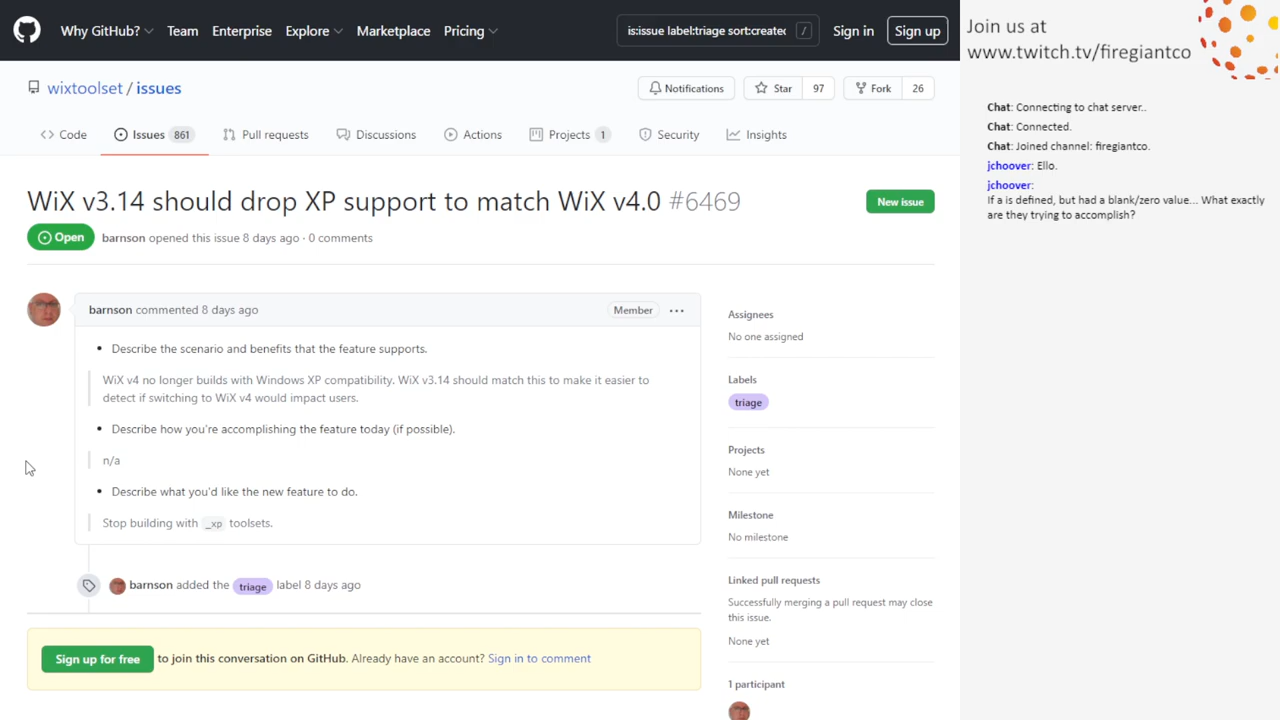 Why GitHub? Team Enterprise Explore Marketplace Pricing
is:issue label:triage sort:created /
Sign in Sign up
wixtoolset / issues
Notifications Star 97 Fork 26
Code Issues 861 Pull requests Discussions Actions Projects 1 Security Insights
WiX v3.14 should drop XP support to match WiX v4.0 #6469
New issue
Open barnson opened this issue 8 days ago · 0 comments
barnson commented 8 days ago Member ...
• Describe the scenario and benefits that the feature supports.
WiX v4 no longer builds with Windows XP compatibility. WiX v3.14 should match this to make it easier to
detect if switching to WiX v4 would impact users.
• Describe how you're accomplishing the feature today (if possible).
n/a
• Describe what you'd like the new feature to do.
Stop building with _xp toolsets.
barnson added the triage label 8 days ago
Sign up for free to join this conversation on GitHub. Already have an account? Sign in to comment
Assignees
No one assigned
Labels
triage
Projects
None yet
Milestone
No milestone
Linked pull requests
Successfully merging a pull request may close
this issue.
None yet
1 participant
Join us at
www.twitch.tv/firegiantco
Chat: Connecting to chat server..
Chat: Connected.
Chat: Joined channel: firegiantco.
jchoover: Ello.
jchoover:
If a is defined, but had a blank/zero value... What exactly
are they trying to accomplish?